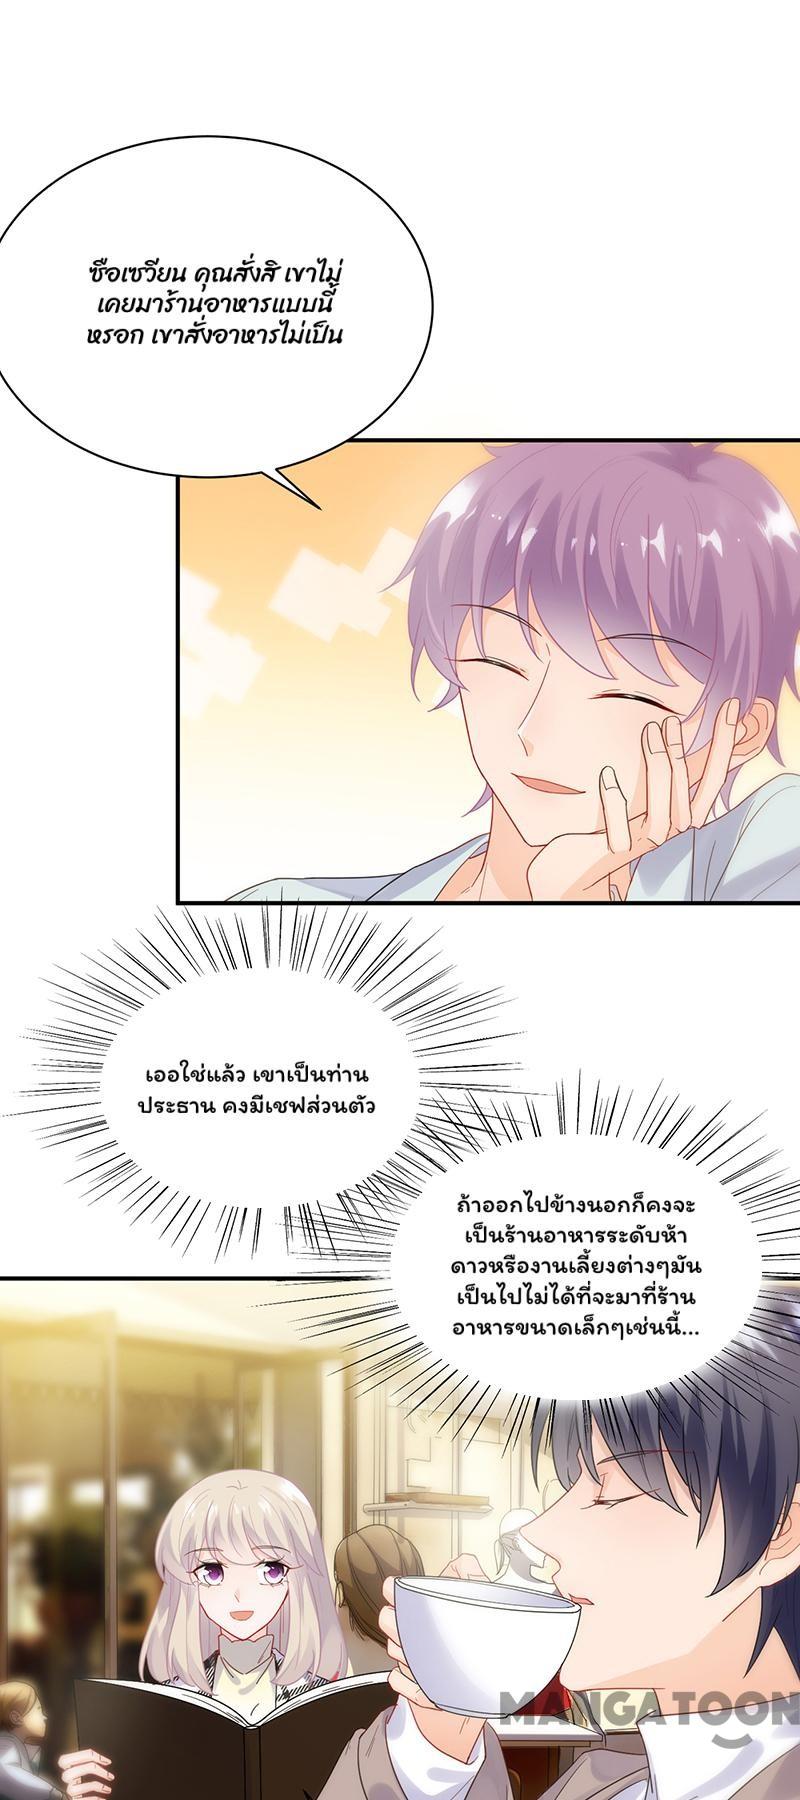 ซือเซวียน คุณสั่งสิ เขาไม่
เคยมาร้านอาหารแบบนี้
หรอก เขาสั่งอาหารไม่เป็น
เออใช่แล้ว เขาเป็นท่าน
ประธาน คงมีเชฟส่วนตัว
ถ้าออกไปข้างนอกก็คงจะ
เป็นร้านอาหารระดับห้า
ดาวหรืองานเลี้ยงต่างๆมัน
เป็นไปไม่ได้ที่จะมาที่ร้าน
อาหารขนาดเล็กๆเช่นนี้...
MANGATOON